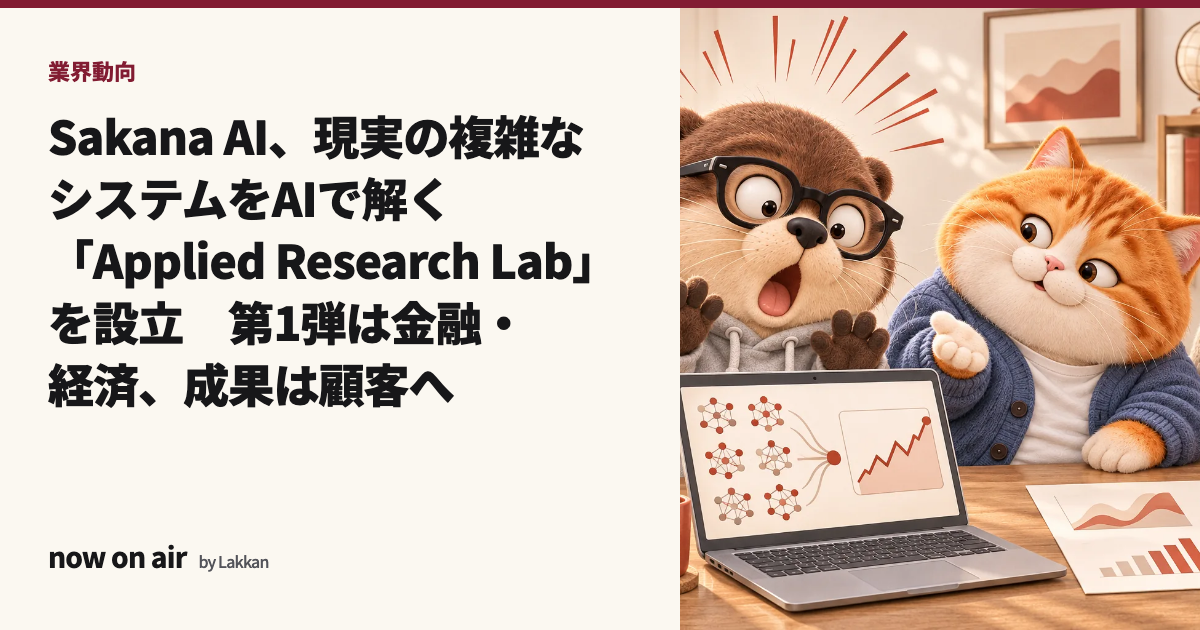 業界動向
Sakana AI、現実の複雑な
システムをAIで解く
「Applied Research Lab」
を設立　第1弾は金融・
経済、成果は顧客へ
now on air by Lakkan